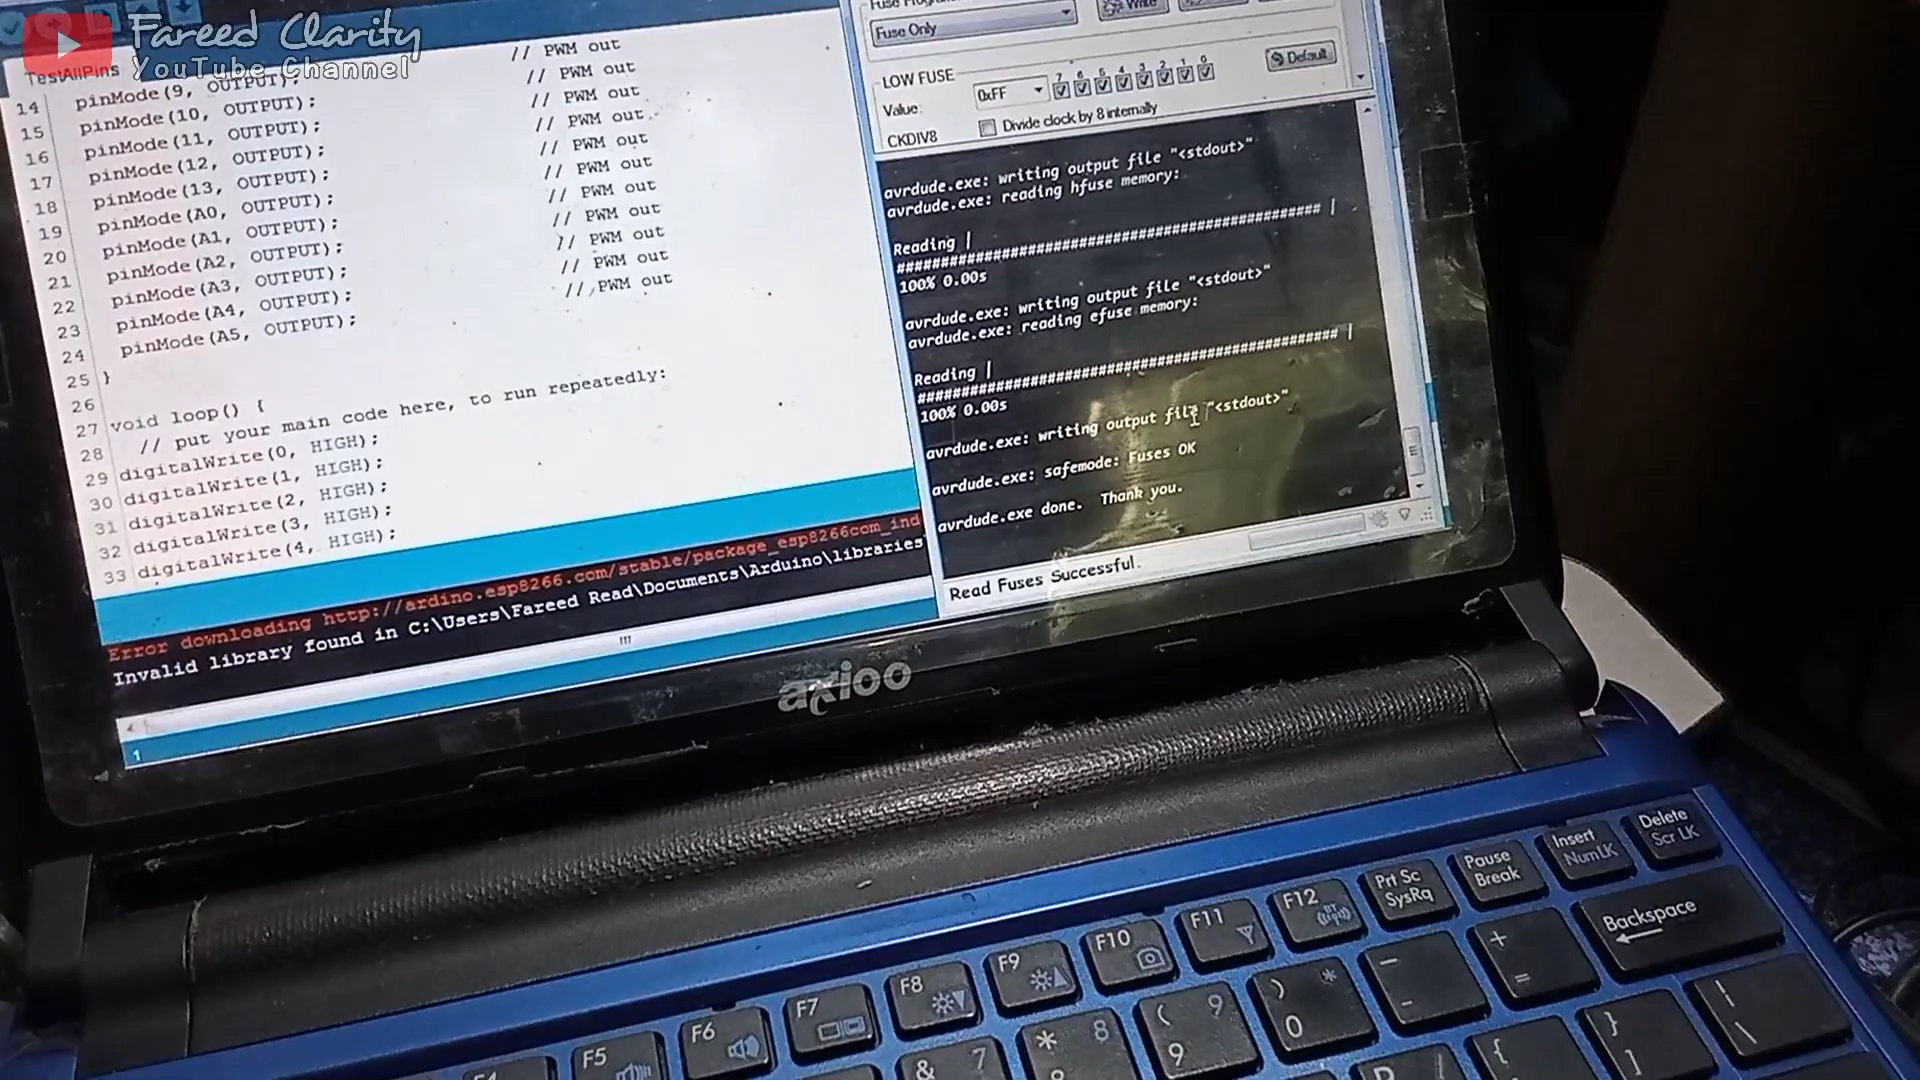 Fareed Clarity
YouTube Channel
TestAllPins
14 pinMode(9, OUTPUT); // PWM out
15 pinMode(10, OUTPUT); // PWM out
16 pinMode(11, OUTPUT); // PWM out
17 pinMode(12, OUTPUT); // PWM out
18 pinMode(13, OUTPUT); // PWM out
19 pinMode(A0, OUTPUT); // PWM out
20 pinMode(A1, OUTPUT); // PWM out
21 pinMode(A2, OUTPUT); // PWM out
22 pinMode(A3, OUTPUT); // PWM out
23 pinMode(A4, OUTPUT); // PWM out
24 pinMode(A5, OUTPUT); // PWM out
25 }
26
27 void loop() {
28 // put your main code here, to run repeatedly:
29 digitalWrite(0, HIGH);
30 digitalWrite(1, HIGH);
31 digitalWrite(2, HIGH);
32 digitalWrite(3, HIGH);
33 digitalWrite(4, HIGH);
Error downloading http://ardino.esp8266.com/stable/package_esp8266com_ind
Invalid library found in C:\Users\Fareed Read\Documents\Arduino\libraries
1
Fuse Only
Write
LOW FUSE
7 6 5 4 3 2 1 0
Default
Value:
0xFF
CKDIV8
Divide clock by 8 internally
avrdude.exe: writing output file "<stdout>"
avrdude.exe: reading hfuse memory:
Reading |
################################################## |
100% 0.00s
avrdude.exe: writing output file "<stdout>"
avrdude.exe: reading efuse memory:
Reading |
################################################## |
100% 0.00s
avrdude.exe: writing output file "<stdout>"
avrdude.exe: safemode: Fuses OK
avrdude.exe done. Thank you.
Read Fuses Successful.
axioo
F5
F6
F7
F8
F9
F10
F11
F12
Prt Sc
SysRq
Pause
Break
Insert
NumLK
Delete
Scr LK
& 7
* 8
( 9
9
) *
0
-
-
+
=
Backspace
{
[
}
]
|
\